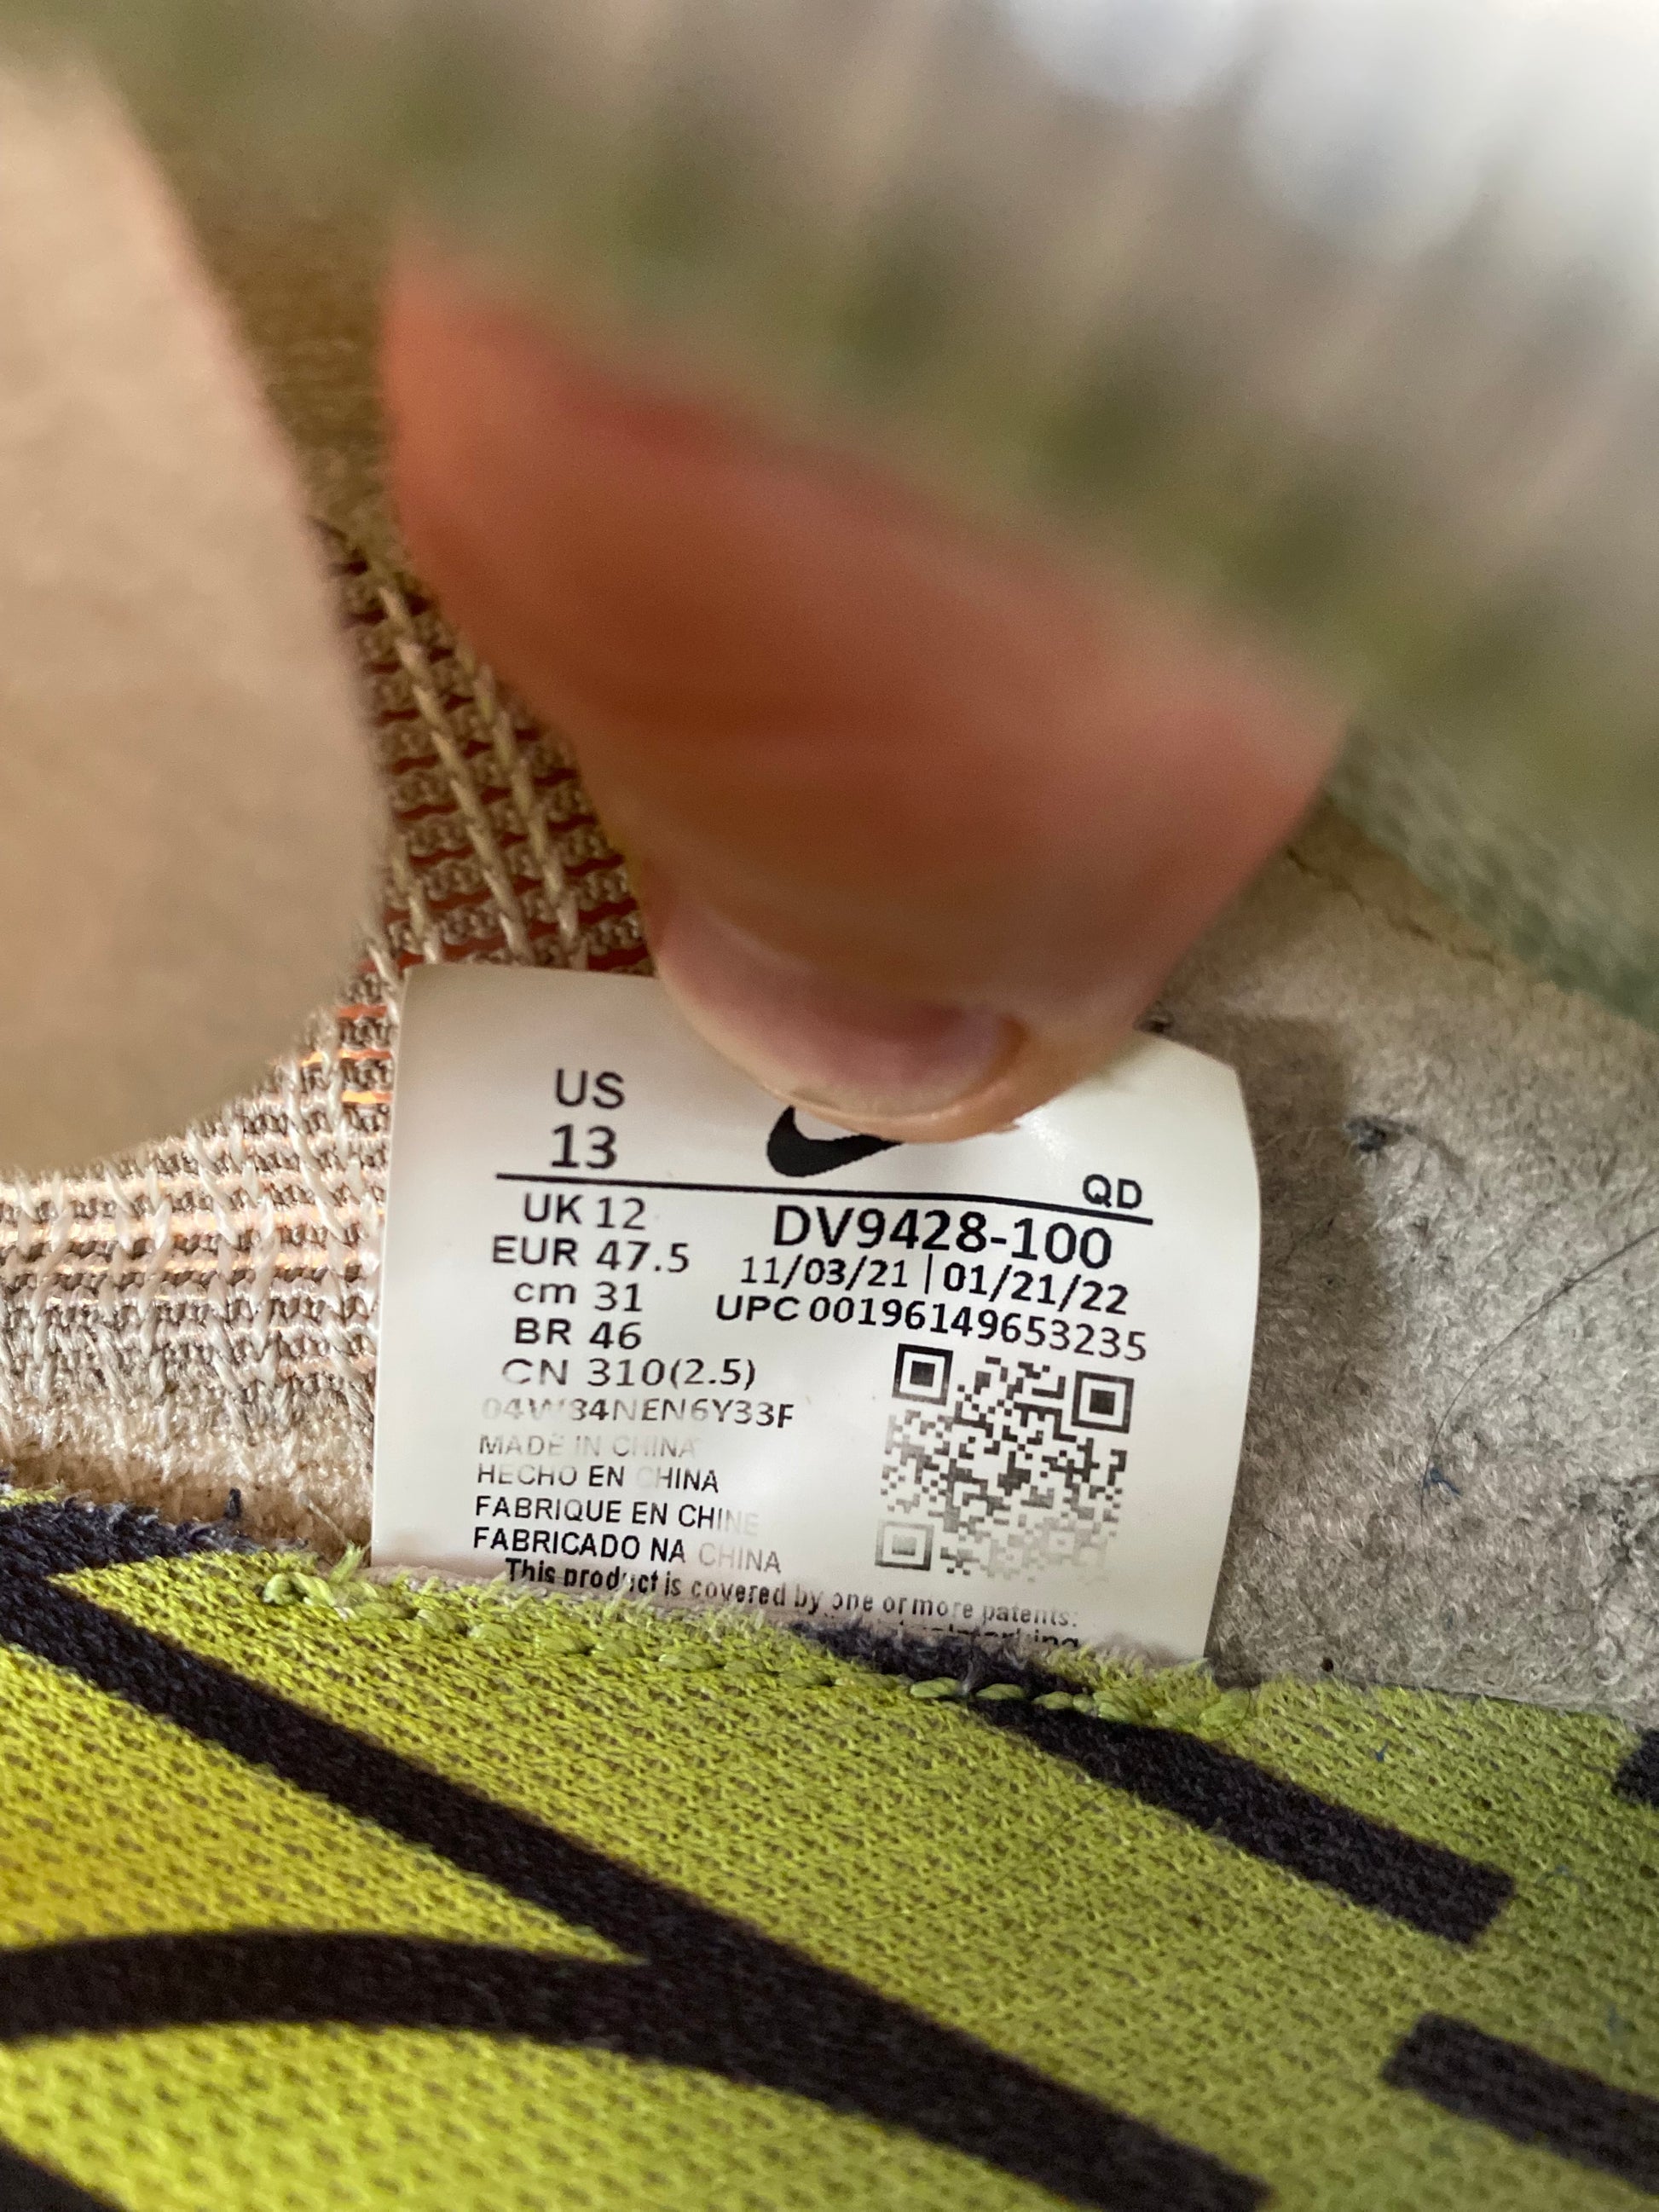 US
13
QD
UK 12
EUR 47.5
cm 31
BR 46
CN 310(2.5)
04W34NEN6Y33F
MADE IN CHINA
HECHO EN CHINA
FABRIQUE EN CHINE
FABRICADO NA CHINA
DV9428-100
11/03/21 | 01/21/22
UPC 00196149653235
This product is covered by one or more patents: